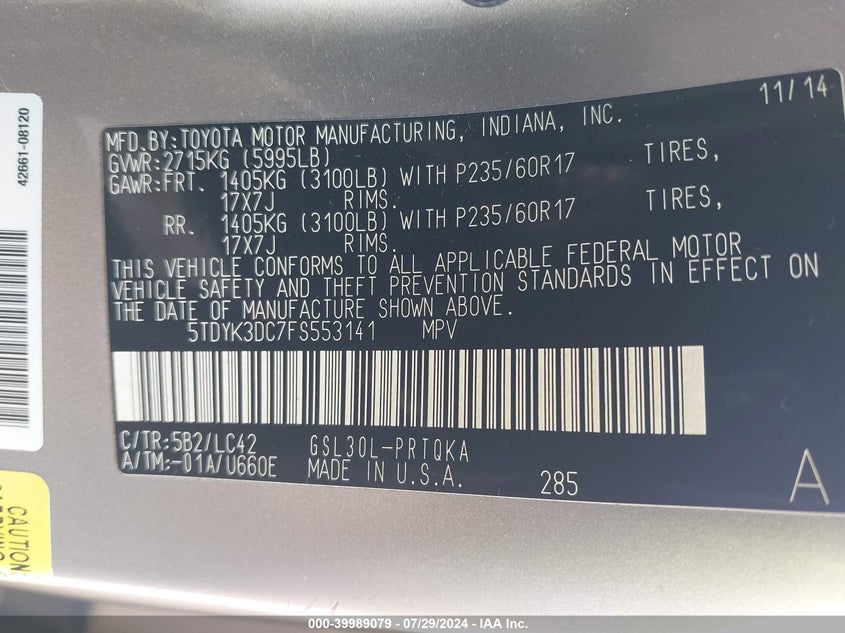 11/14
MFD.BY:TOYOTA MOTOR MANUFACTURING, INDIANA, INC.
GVWR:2715KG (5995LB)
GAWR:FRT. 1405KG (3100LB) WITH P235/60R17 TIRES,
17X7J RIMS.
RR. 1405KG (3100LB) WITH P235/60R17 TIRES,
17X7J RIMS.
THIS VEHICLE CONFORMS TO ALL APPLICABLE FEDERAL MOTOR
VEHICLE SAFETY AND THEFT PREVENTION STANDARDS IN EFFECT ON
THE DATE OF MANUFACTURE SHOWN ABOVE.
5TDYK3DC7FS553141 MPV
C/TR:5B2/LC42 GSL30L-PRTQKA
A/TM:-01A/U660E MADE IN U.S.A. 285 A
42661-08120
CAUTION:
000-39989079 - 07/29/2024 - IAA Inc.